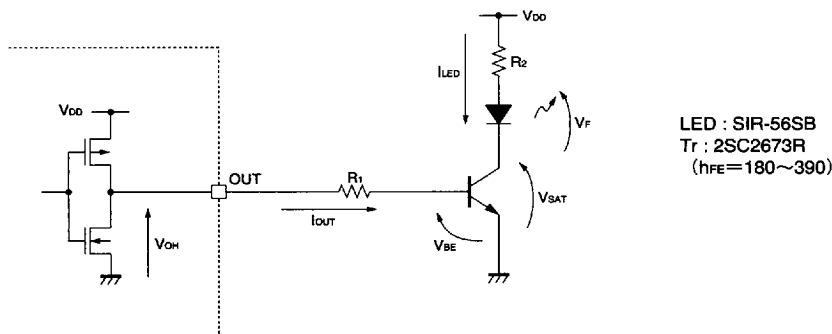 VDD
R2
ILED
VDD
VF
LED : SIR-56SB
Tr : 2SC2673R
(hFE=180～390)
OUT
R1
VSAT
IOUT
VOH
VBE